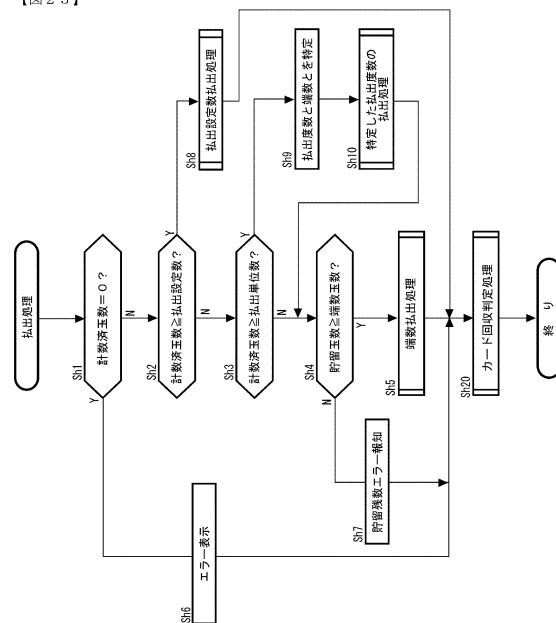 【図25】
払出処理
Sh1
計数済玉数=0?
Y
N
Sh2
計数済玉数≧払出設定数?
Y
N
Sh8
払出設定数払出処理
Sh3
計数済玉数≧払出単位数?
Y
N
Sh9
払出度数と端数とを特定
Sh10
特定した払出度数の
払出処理
Sh4
貯留玉数≧端数玉数?
N
Y
Sh5
端数払出処理
Sh6
エラー表示
Sh7
貯留残数エラー報知
Sh20
カード回収判定処理
終り